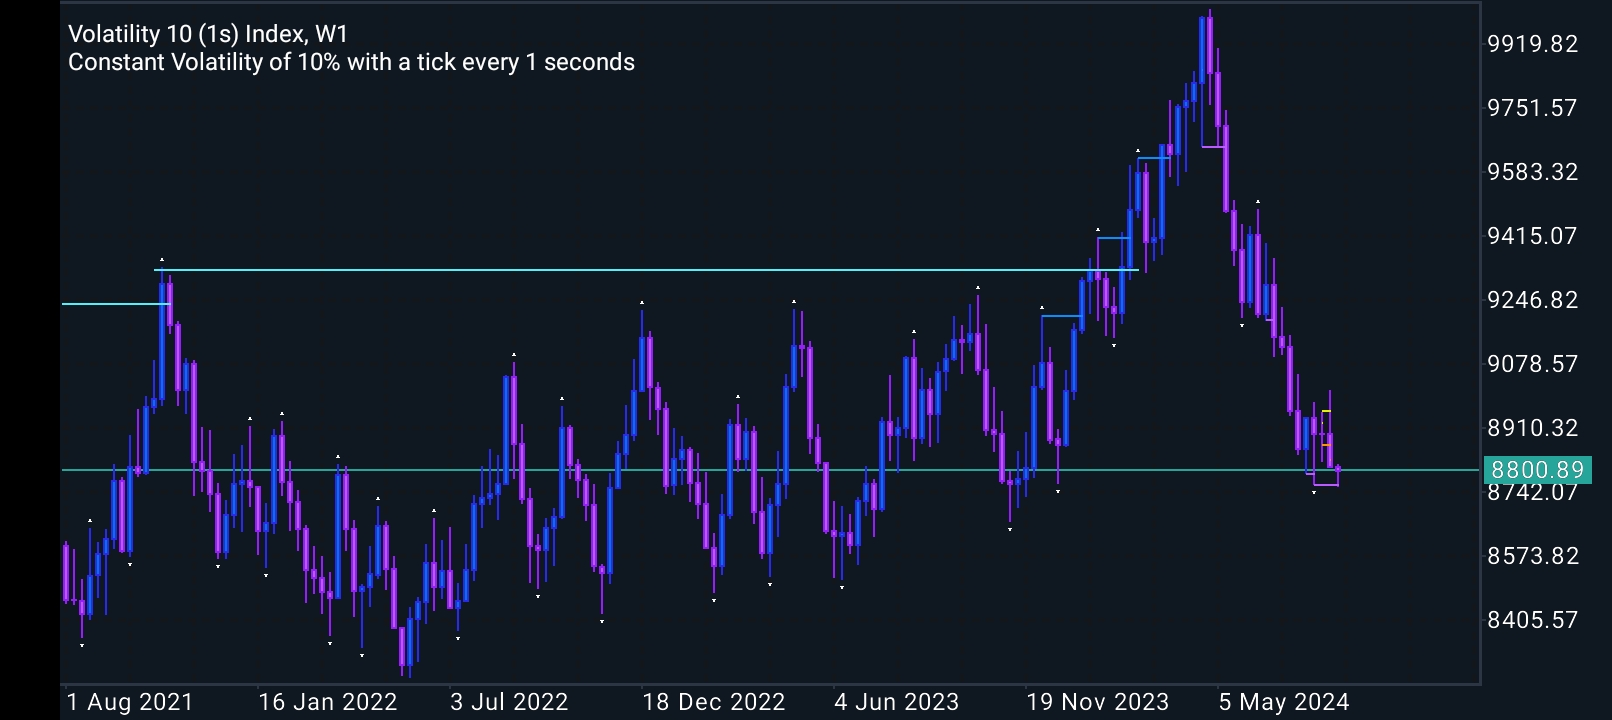 Volatility 10 (1s) Index, W1
Constant Volatility of 10% with a tick every 1 seconds
9919.82
9751.57
9583.32
9415.07
9246.82
9078.57
8910.32
8800.89
8742.07
8573.82
8405.57
1 Aug 2021
16 Jan 2022
3 Jul 2022
18 Dec 2022
4 Jun 2023
19 Nov 2023
5 May 2024